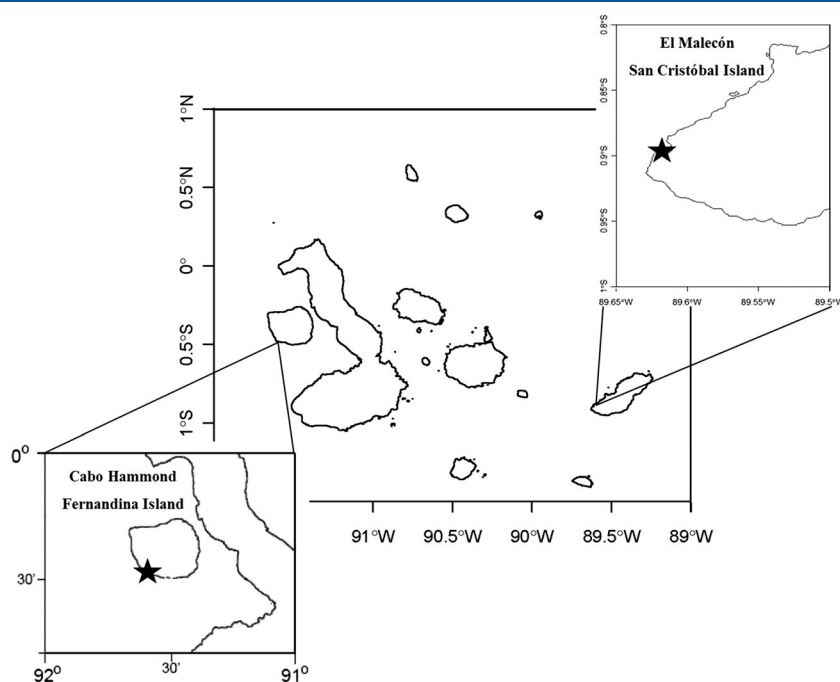 El Malecón
San Cristóbal Island
0.8°S
0.85°S
0.9°S
0.95°S
1°S
89.65°W
89.6°W
89.55°W
89.5°W
1°N
0.5°N
0°
0.5°S
1°S
91°W
90.5°W
90°W
89.5°W
89°W
Cabo Hammond
Fernandina Island
0°
30'
92°
30'
91°